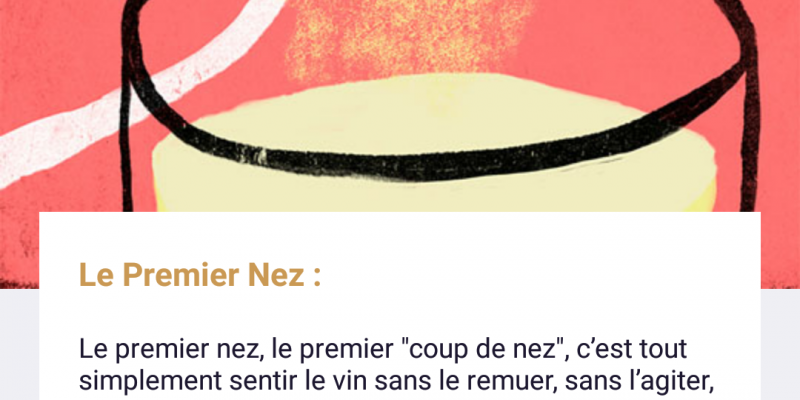 Le Premier Nez :
Le premier nez, le premier "coup de nez", c’est tout
simplement sentir le vin sans le remuer, sans l’agiter,